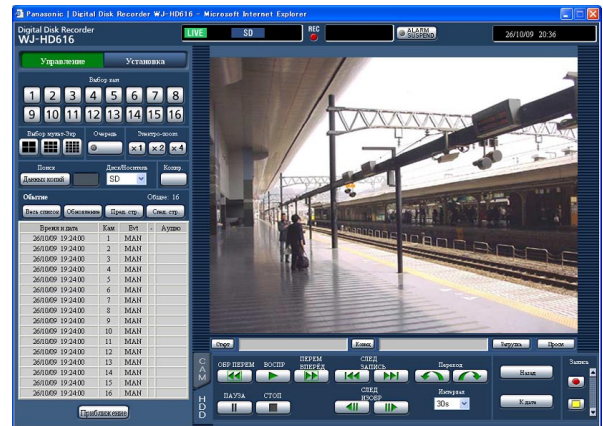 Panasonic | Digital Disk Recorder WJ-HD616 - Microsoft Internet Explorer
Digital Disk Recorder
WJ-HD616
LIVE SD REC ALARM SUSPEND 26/10/09 20:36
Управление Установка
Выбор кам
1 2 3 4 5 6 7 8
9 10 11 12 13 14 15 16
Выбор мульт-Экр Очередь Электр-zoom
x1 x2 x4
Поиск Диск/Носитель Копир.
Данных копий SD
Событие Общее: 16
Весь список Обновление Пред. стр. След. стр.
Время и дата Кам Evt - Аудио
26/10/09 19:24:00 1 MAN
26/10/09 19:24:00 2 MAN
26/10/09 19:24:00 3 MAN
26/10/09 19:24:00 4 MAN
26/10/09 19:24:00 5 MAN
26/10/09 19:24:00 6 MAN
26/10/09 19:24:00 7 MAN
26/10/09 19:24:00 8 MAN
26/10/09 19:24:00 9 MAN
26/10/09 19:24:00 10 MAN
26/10/09 19:24:00 11 MAN
26/10/09 19:24:00 12 MAN
26/10/09 19:24:00 13 MAN
26/10/09 19:24:00 14 MAN
26/10/09 19:24:00 15 MAN
26/10/09 19:24:00 16 MAN
Приближение
Старт Конец Выгрузка Просм
CAM
HDD
ОБР ПЕРЕМ ВОСПР ПЕРЕМ ВПЕРЁД СЛЕД ЗАПИСЬ Переход
ПАУЗА СТОП СЛЕД ИЗОБР Интервал
30s
Назад
К дате
Запись